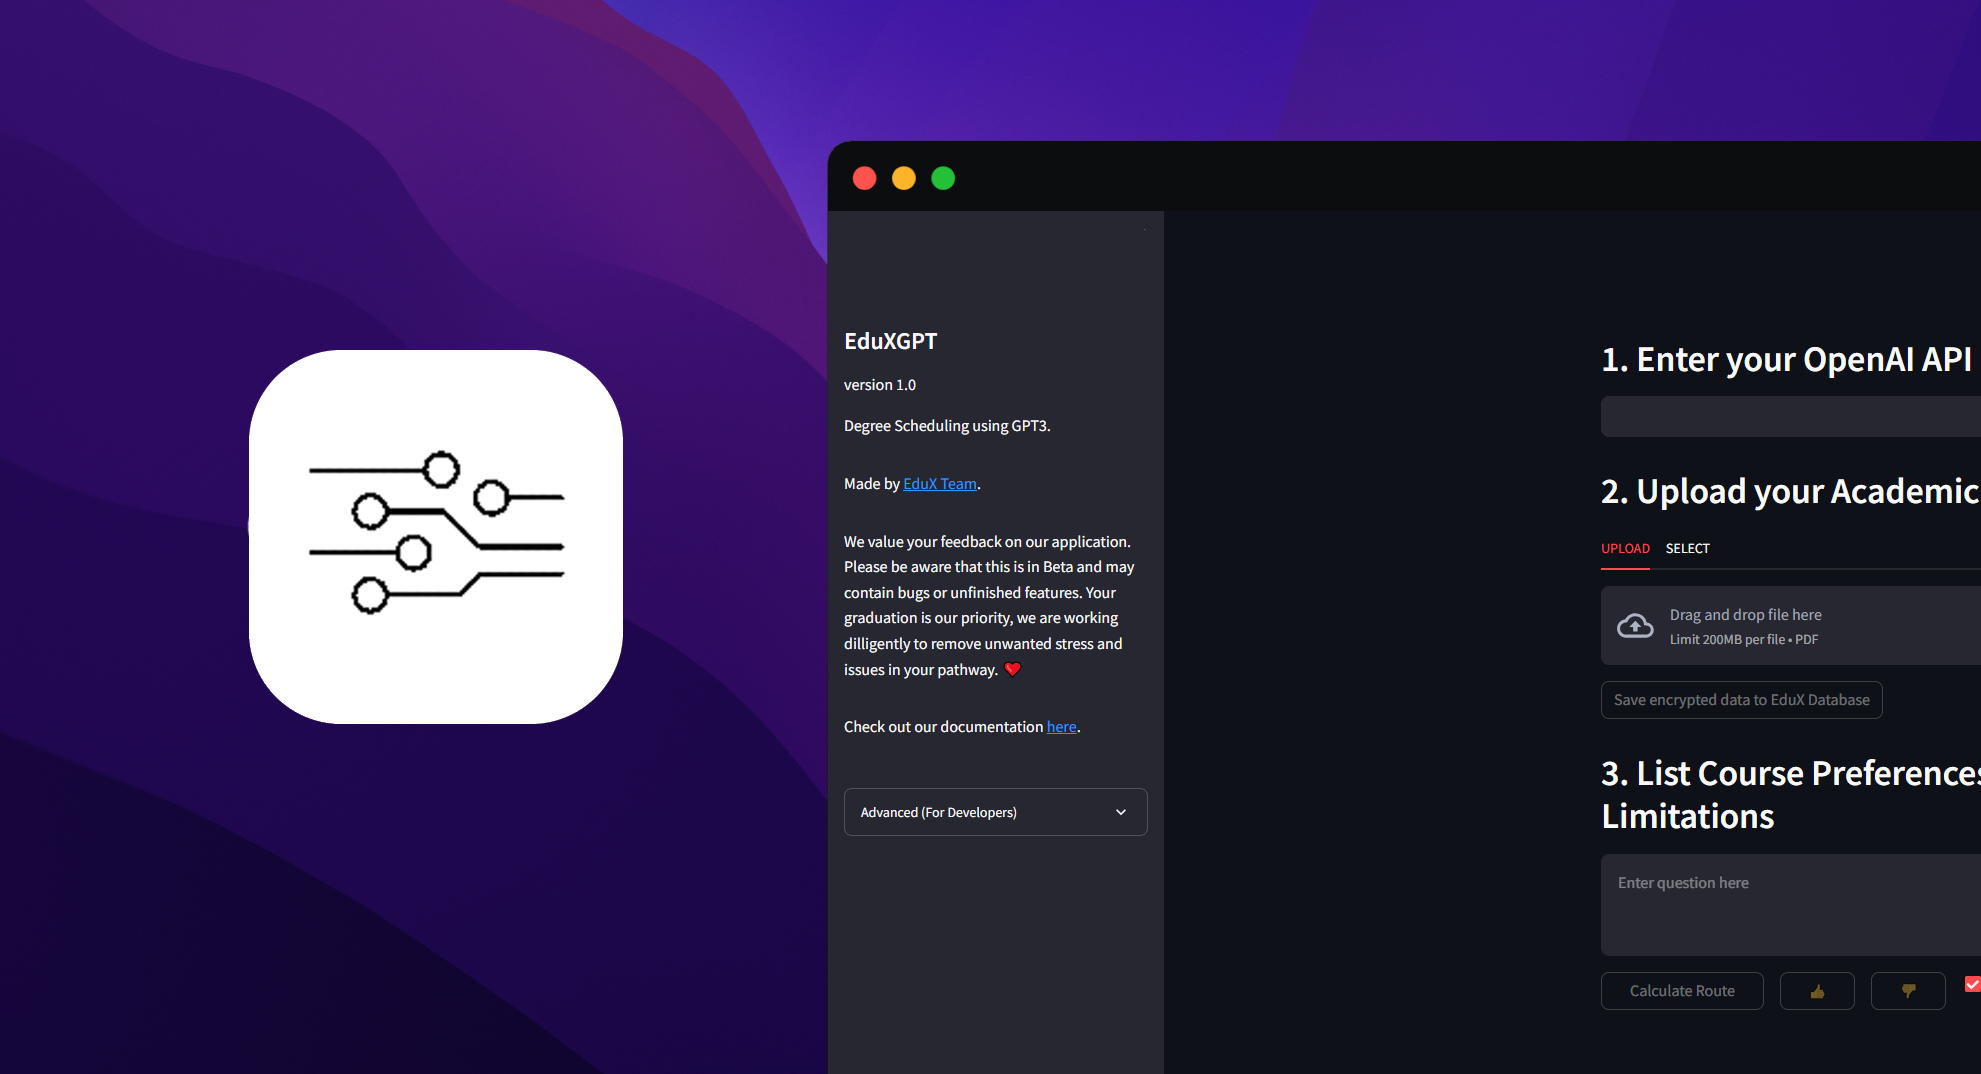 EduXGPT
version 1.0
Degree Scheduling using GPT3.
Made by EduX Team.
We value your feedback on our application.
Please be aware that this is in Beta and may
contain bugs or unfinished features. Your
graduation is our priority, we are working
dilligently to remove unwanted stress and
issues in your pathway. ❤️
Check out our documentation here.
Advanced (For Developers)
1. Enter your OpenAI API
2. Upload your Academic
UPLOAD SELECT
Drag and drop file here
Limit 200MB per file • PDF
Save encrypted data to EduX Database
3. List Course Preferences
Limitations
Enter question here
Calculate Route 👍 👎